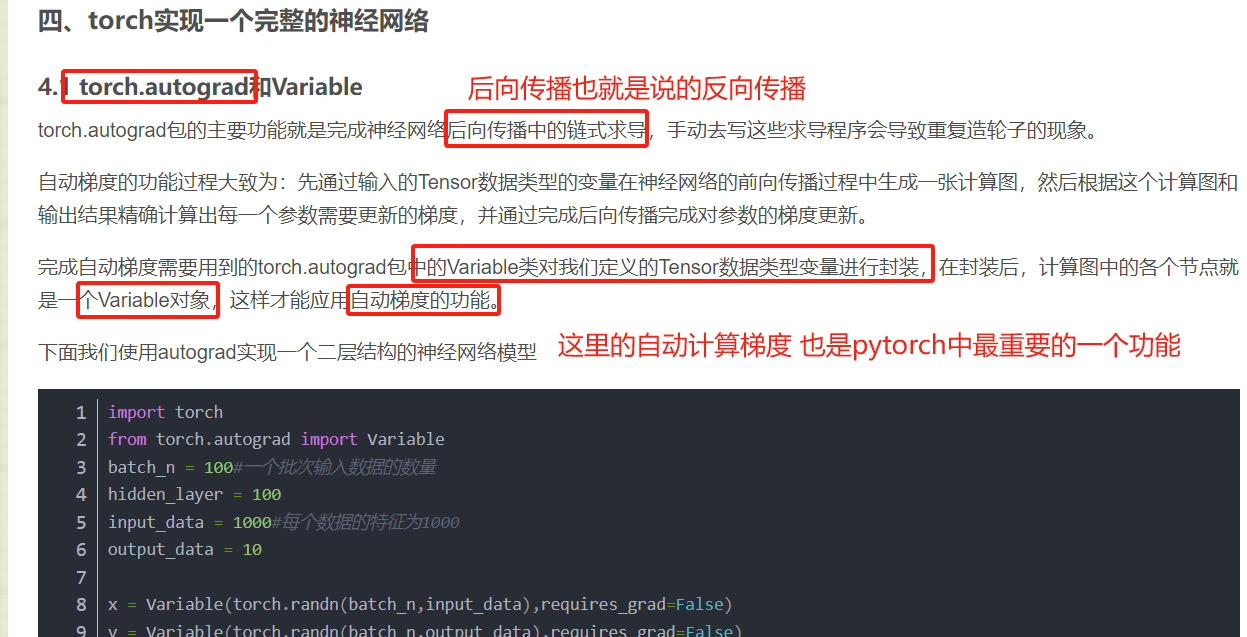 四、torch实现一个完整的神经网络
4.1 torch.autograd和Variable
后向传播也就是说的反向传播
torch.autograd包的主要功能就是完成神经网络后向传播中的链式求导，手动去写这些求导程序会导致重复造轮子的现象。
自动梯度的功能过程大致为：先通过输入的Tensor数据类型的变量在神经网络的前向传播过程中生成一张计算图，然后根据这个计算图和
输出结果精确计算出每一个参数需要更新的梯度，并通过完成后向传播完成对参数的梯度更新。
完成自动梯度需要用到的torch.autograd包中的Variable类对我们定义的Tensor数据类型变量进行封装，在封装后，计算图中的各个节点就
是一个Variable对象，这样才能应用自动梯度的功能。
下面我们使用autograd实现一个二层结构的神经网络模型
这里的自动计算梯度 也是pytorch中最重要的一个功能
1 import torch
2 from torch.autograd import Variable
3 batch_n = 100#一个批次输入数据的数量
4 hidden_layer = 100
5 input_data = 1000#每个数据的特征为1000
6 output_data = 10
7
8 x = Variable(torch.randn(batch_n,input_data),requires_grad=False)
9 y = Variable(torch.randn(batch_n,output_data),requires_grad=False)